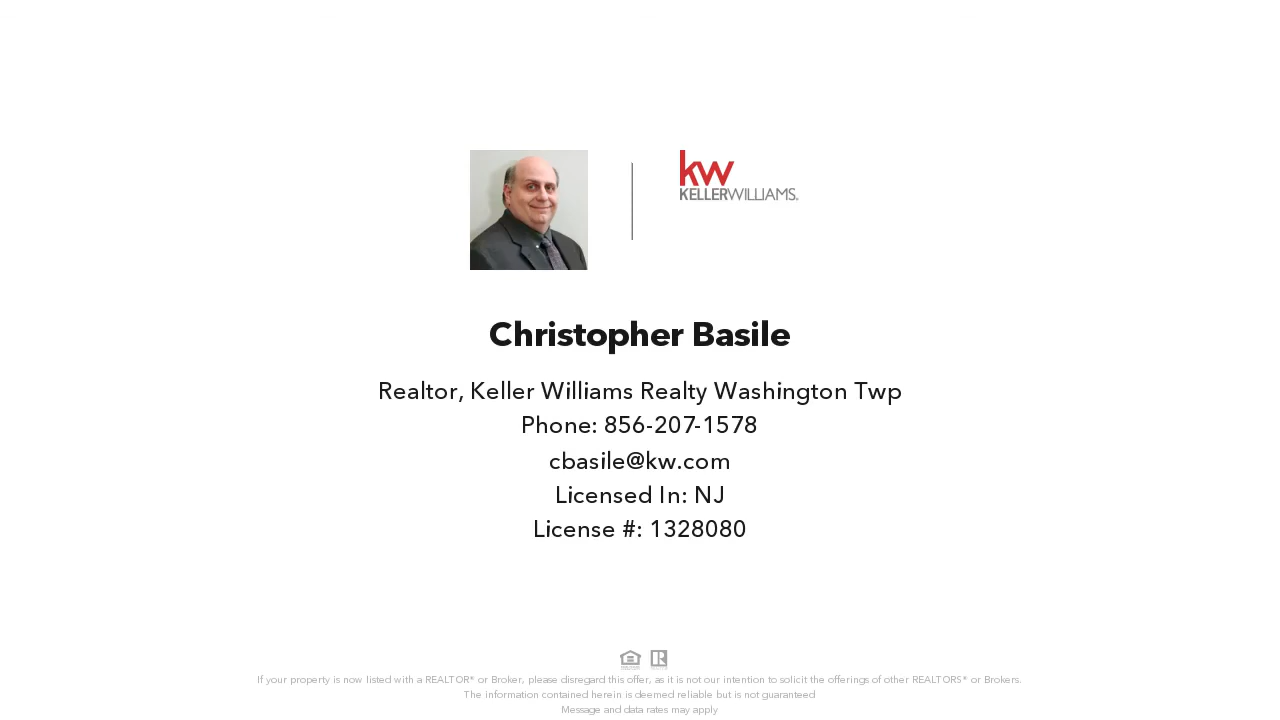 kw
KELLERWILLIAMS®
Christopher Basile
Realtor, Keller Williams Realty Washington Twp
Phone: 856-207-1578
cbasile@kw.com
Licensed In: NJ
License #: 1328080
If your property is now listed with a REALTOR® or Broker, please disregard this offer, as it is not our intention to solicit the offerings of other REALTORS® or Brokers.
The information contained herein is deemed reliable but is not guaranteed
Message and data rates may apply